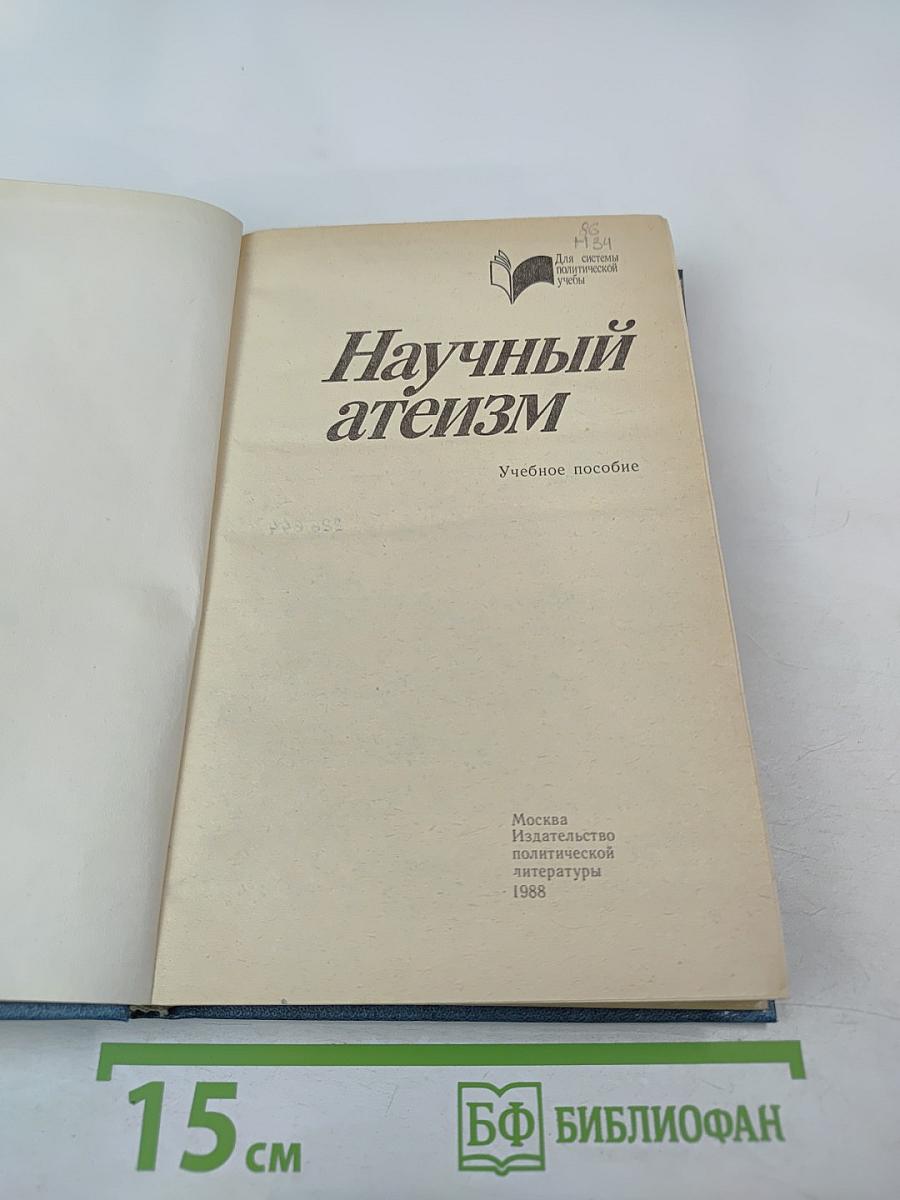 86
Н34
Для системы
политической
учебы
Научный
атеизм
Учебное пособие
Москва
Издательство
политической
литературы
1988
15 см
БФ БИБЛИОФАН